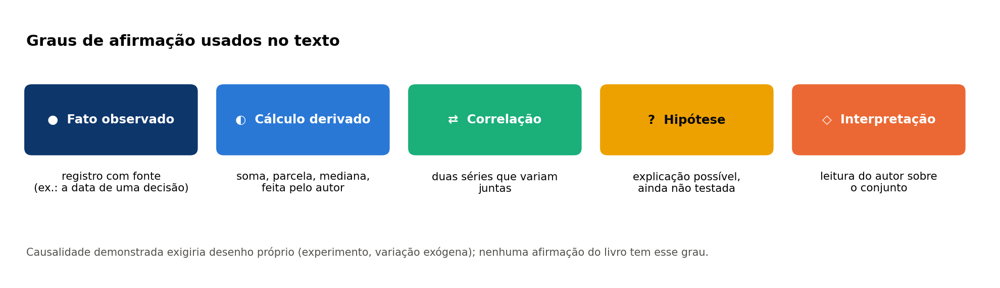 Graus de afirmação usados no texto
● Fato observado
◐ Cálculo derivado
⇄ Correlação
? Hipótese
◇ Interpretação
registro com fonte
(ex.: a data de uma decisão)
soma, parcela, mediana,
feita pelo autor
duas séries que variam
juntas
explicação possível,
ainda não testada
leitura do autor sobre
o conjunto
Causalidade demonstrada exigiria desenho próprio (experimento, variação exógena); nenhuma afirmação do livro tem esse grau.